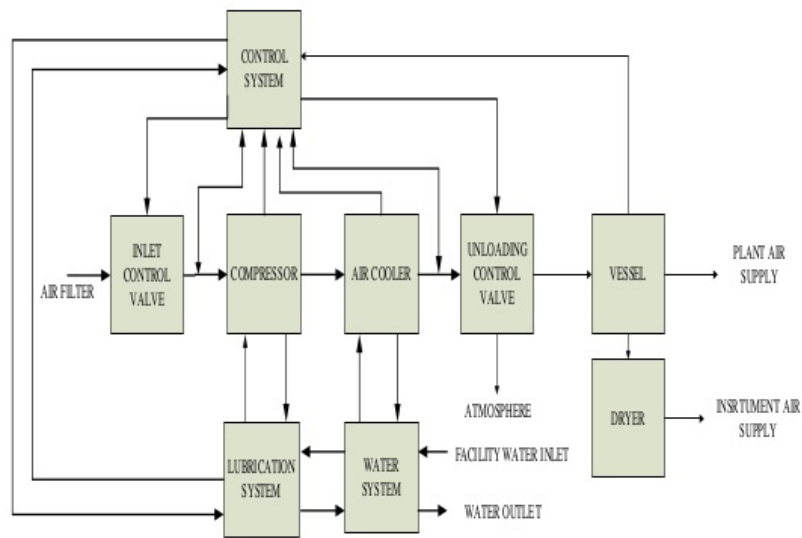 CONTROL
SYSTEM
INLET
CONTROL
VALVE
COMPRESSOR
AIR COOLER
UNLOADING
CONTROL
VALVE
VESSEL
PLANT AIR
SUPPLY
AIR FILTER
ATMOSPHERE
DRYER
INSRTUMENT AIR
SUPPLY
LUBRICATION
SYSTEM
WATER
SYSTEM
FACILITY WATER INLET
WATER OUTLET